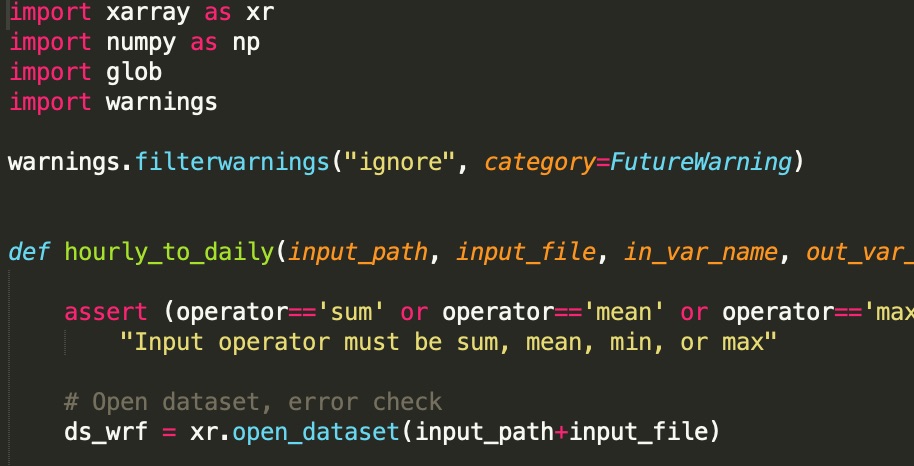 import xarray as xr
import numpy as np
import glob
import warnings
warnings.filterwarnings("ignore", category=FutureWarning)
def hourly_to_daily(input_path, input_file, in_var_name, out_var_
assert (operator=='sum' or operator=='mean' or operator=='max
"Input operator must be sum, mean, min, or max"
# Open dataset, error check
ds_wrf = xr.open_dataset(input_path+input_file)